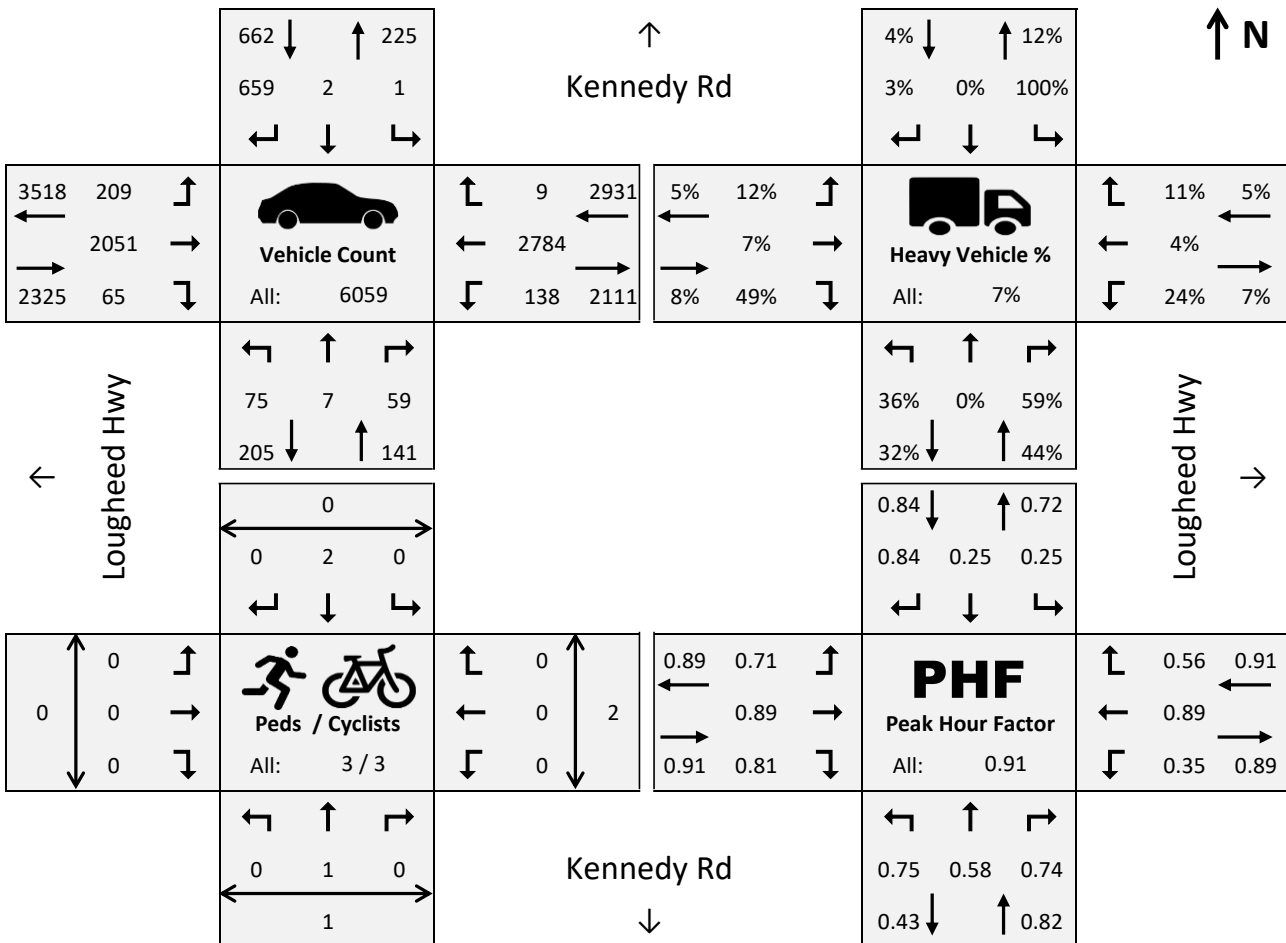 662 225 4% 12% N
Kennedy Rd
659 2 1 3% 0% 100%
3518 209 9 2931 5% 12% 11% 5%
2051 Vehicle Count 2784 7% Heavy Vehicle % 4%
2325 65 All: 6059 138 2111 8% 49% All: 7% 24% 7%
75 7 59 36% 0% 59%
205 141 32% 44%
Lougheed Hwy Lougheed Hwy
0 0.84 0.72
0 2 0 0.84 0.25 0.25
0 0 0.89 0.71 PHF 0.56 0.91
0 0 Peds / Cyclists 0 2 0.89 Peak Hour Factor 0.89
0 All: 3 / 3 0 0.91 0.81 All: 0.91 0.35 0.89
0 1 0 0.75 0.58 0.74
Kennedy Rd
1 0.43 0.82